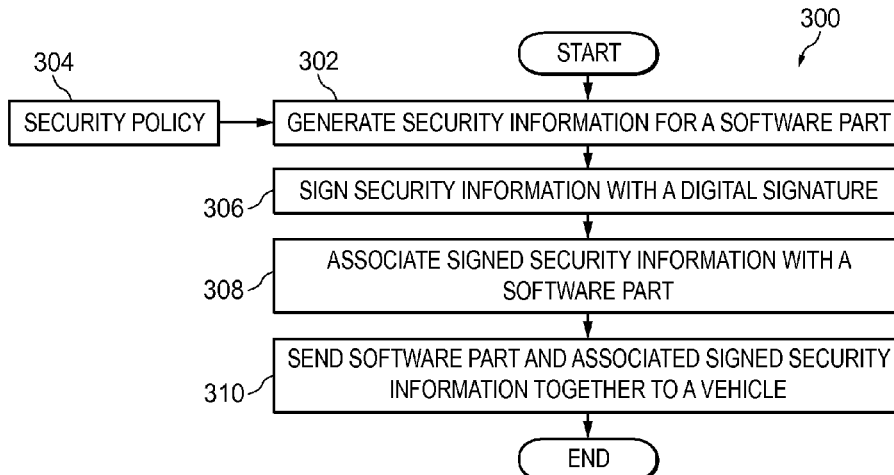 300
START
304
302
SECURITY POLICY
GENERATE SECURITY INFORMATION FOR A SOFTWARE PART
306
SIGN SECURITY INFORMATION WITH A DIGITAL SIGNATURE
308
ASSOCIATE SIGNED SECURITY INFORMATION WITH A
SOFTWARE PART
310
SEND SOFTWARE PART AND ASSOCIATED SIGNED SECURITY
INFORMATION TOGETHER TO A VEHICLE
END